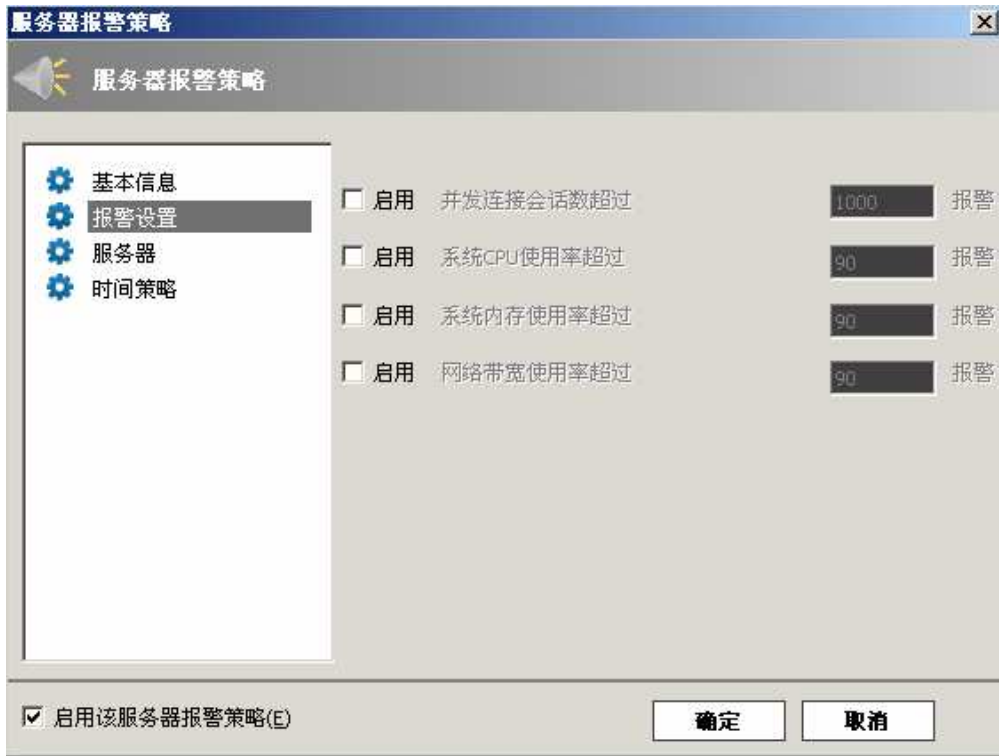 服务器报警策略
服务器报警策略
基本信息
报警设置
服务器
时间策略
启用 并发连接会话数超过 1000 报警
启用 系统CPU使用率超过 90 报警
启用 系统内存使用率超过 90 报警
启用 网络带宽使用率超过 90 报警
启用该服务器报警策略(E)
确定 取消